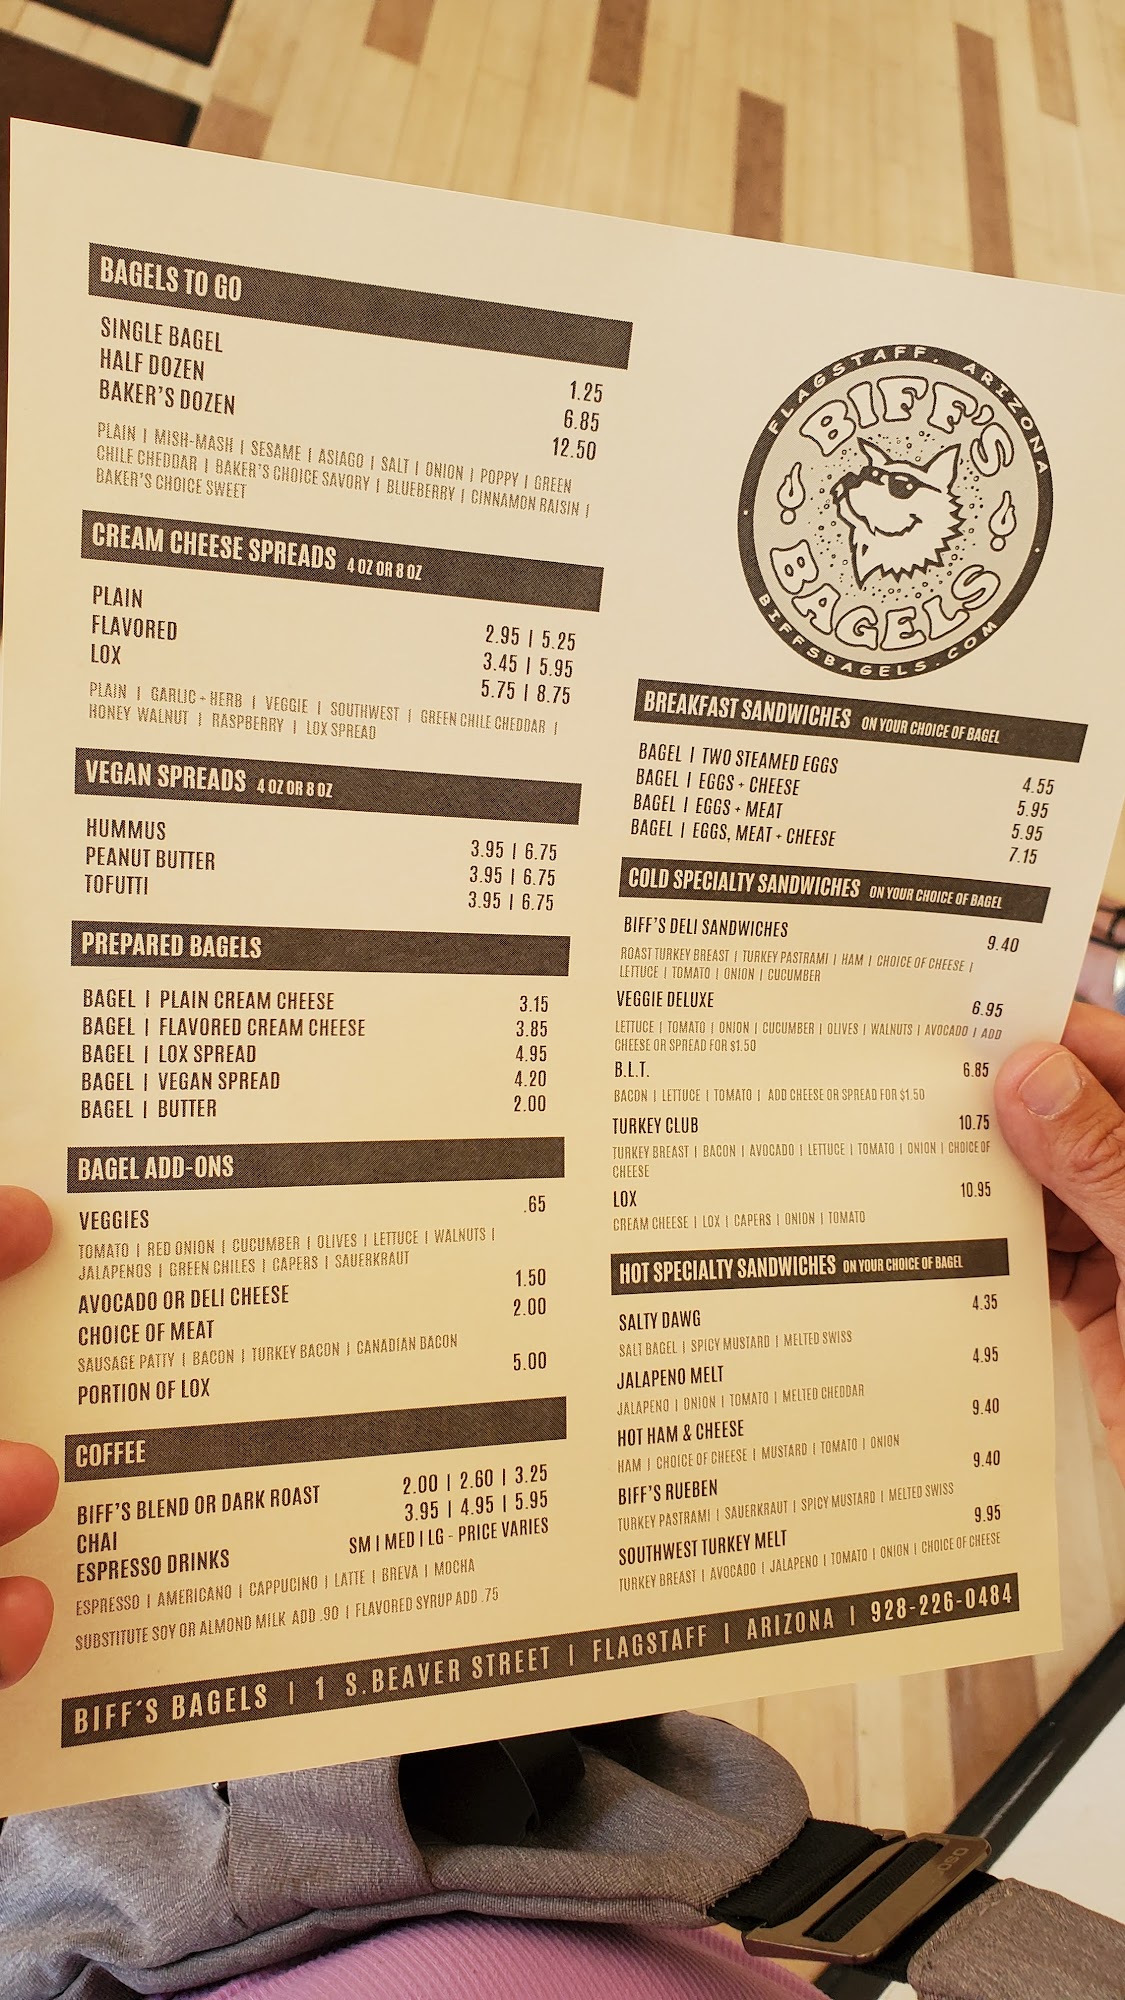 BAGELS TO GO
SINGLE BAGEL 1.25
HALF DOZEN 6.85
BAKER'S DOZEN 12.50
PLAIN | MISH-MASH | SESAME | ASIAGO | SALT | ONION | POPPY | GREEN
CHILE CHEDDAR | BAKER'S CHOICE SAVORY | BLUEBERRY | CINNAMON RAISIN |
BAKER'S CHOICE SWEET
CREAM CHEESE SPREADS 4 OZ OR 8 OZ
PLAIN 2.95 | 5.25
FLAVORED 3.45 | 5.95
LOX 5.75 | 8.75
PLAIN | GARLIC + HERB | VEGGIE | SOUTHWEST | GREEN CHILE CHEDDAR |
HONEY WALNUT | RASPBERRY | LOX SPREAD
VEGAN SPREADS 4 OZ OR 8 OZ
HUMMUS 3.95 | 6.75
PEANUT BUTTER 3.95 | 6.75
TOFUTTI 3.95 | 6.75
PREPARED BAGELS
BAGEL | PLAIN CREAM CHEESE 3.15
BAGEL | FLAVORED CREAM CHEESE 3.85
BAGEL | LOX SPREAD 4.95
BAGEL | VEGAN SPREAD 4.20
BAGEL | BUTTER 2.00
BAGEL ADD-ONS
VEGGIES .65
TOMATO | RED ONION | CUCUMBER | OLIVES | LETTUCE | WALNUTS |
JALAPENOS | GREEN CHILES | CAPERS | SAUERKRAUT
AVOCADO OR DELI CHEESE 1.50
CHOICE OF MEAT 2.00
SAUSAGE PATTY | BACON | TURKEY BACON | CANADIAN BACON
PORTION OF LOX 5.00
COFFEE
BIFF'S BLEND OR DARK ROAST 2.00 | 2.60 | 3.25
CHAI 3.95 | 4.95 | 5.95
ESPRESSO DRINKS SM | MED | LG - PRICE VARIES
ESPRESSO | AMERICANO | CAPPUCINO | LATTE | BREVA | MOCHA
SUBSTITUTE SOY OR ALMOND MILK ADD .90 | FLAVORED SYRUP ADD .75
FLAGSTAFF, ARIZONA
BIFF'S
BAGELS
BIFFSBAGELS.COM
BREAKFAST SANDWICHES ON YOUR CHOICE OF BAGEL
BAGEL | TWO STEAMED EGGS 4.55
BAGEL | EGGS + CHEESE 5.95
BAGEL | EGGS + MEAT 5.95
BAGEL | EGGS, MEAT + CHEESE 7.15
COLD SPECIALTY SANDWICHES ON YOUR CHOICE OF BAGEL
BIFF'S DELI SANDWICHES 9.40
ROAST TURKEY BREAST | TURKEY PASTRAMI | HAM | CHOICE OF CHEESE |
LETTUCE | TOMATO | ONION | CUCUMBER
VEGGIE DELUXE 6.95
LETTUCE | TOMATO | ONION | CUCUMBER | OLIVES | WALNUTS | AVOCADO | ADD
CHEESE OR SPREAD FOR $1.50
B.L.T. 6.85
BACON | LETTUCE | TOMATO | ADD CHEESE OR SPREAD FOR $1.50
TURKEY CLUB 10.75
TURKEY BREAST | BACON | AVOCADO | LETTUCE | TOMATO | ONION | CHOICE OF
CHEESE
LOX 10.95
CREAM CHEESE | LOX | CAPERS | ONION | TOMATO
HOT SPECIALTY SANDWICHES ON YOUR CHOICE OF BAGEL
SALTY DAWG 4.35
SALT BAGEL | SPICY MUSTARD | MELTED SWISS
JALAPENO MELT 4.95
JALAPENO | ONION | TOMATO | MELTED CHEDDAR
HOT HAM & CHEESE 9.40
HAM | CHOICE OF CHEESE | MUSTARD | TOMATO | ONION
BIFF'S RUEBEN 9.40
TURKEY PASTRAMI | SAUERKRAUT | SPICY MUSTARD | MELTED SWISS
SOUTHWEST TURKEY MELT 9.95
TURKEY BREAST | AVOCADO | JALAPENO | TOMATO | ONION | CHOICE OF CHEESE
BIFF'S BAGELS | 1 S. BEAVER STREET | FLAGSTAFF | ARIZONA | 928-226-0484